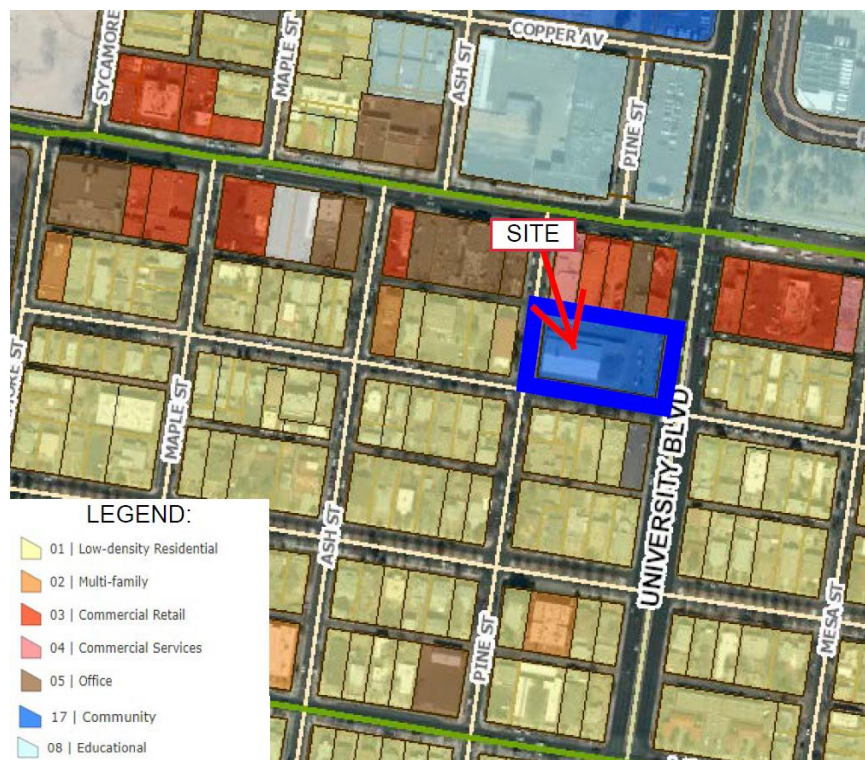 COPPER AV
SYCAMORE
MAPLE ST
ASH ST
PINE ST
SITE
ORE ST
MAPLE ST
UNIVERSITY BLVD
ASH ST
PINE ST
MESA ST
LEGEND:
01 | Low-density Residential
02 | Multi-family
03 | Commercial Retail
04 | Commercial Services
05 | Office
17 | Community
08 | Educational